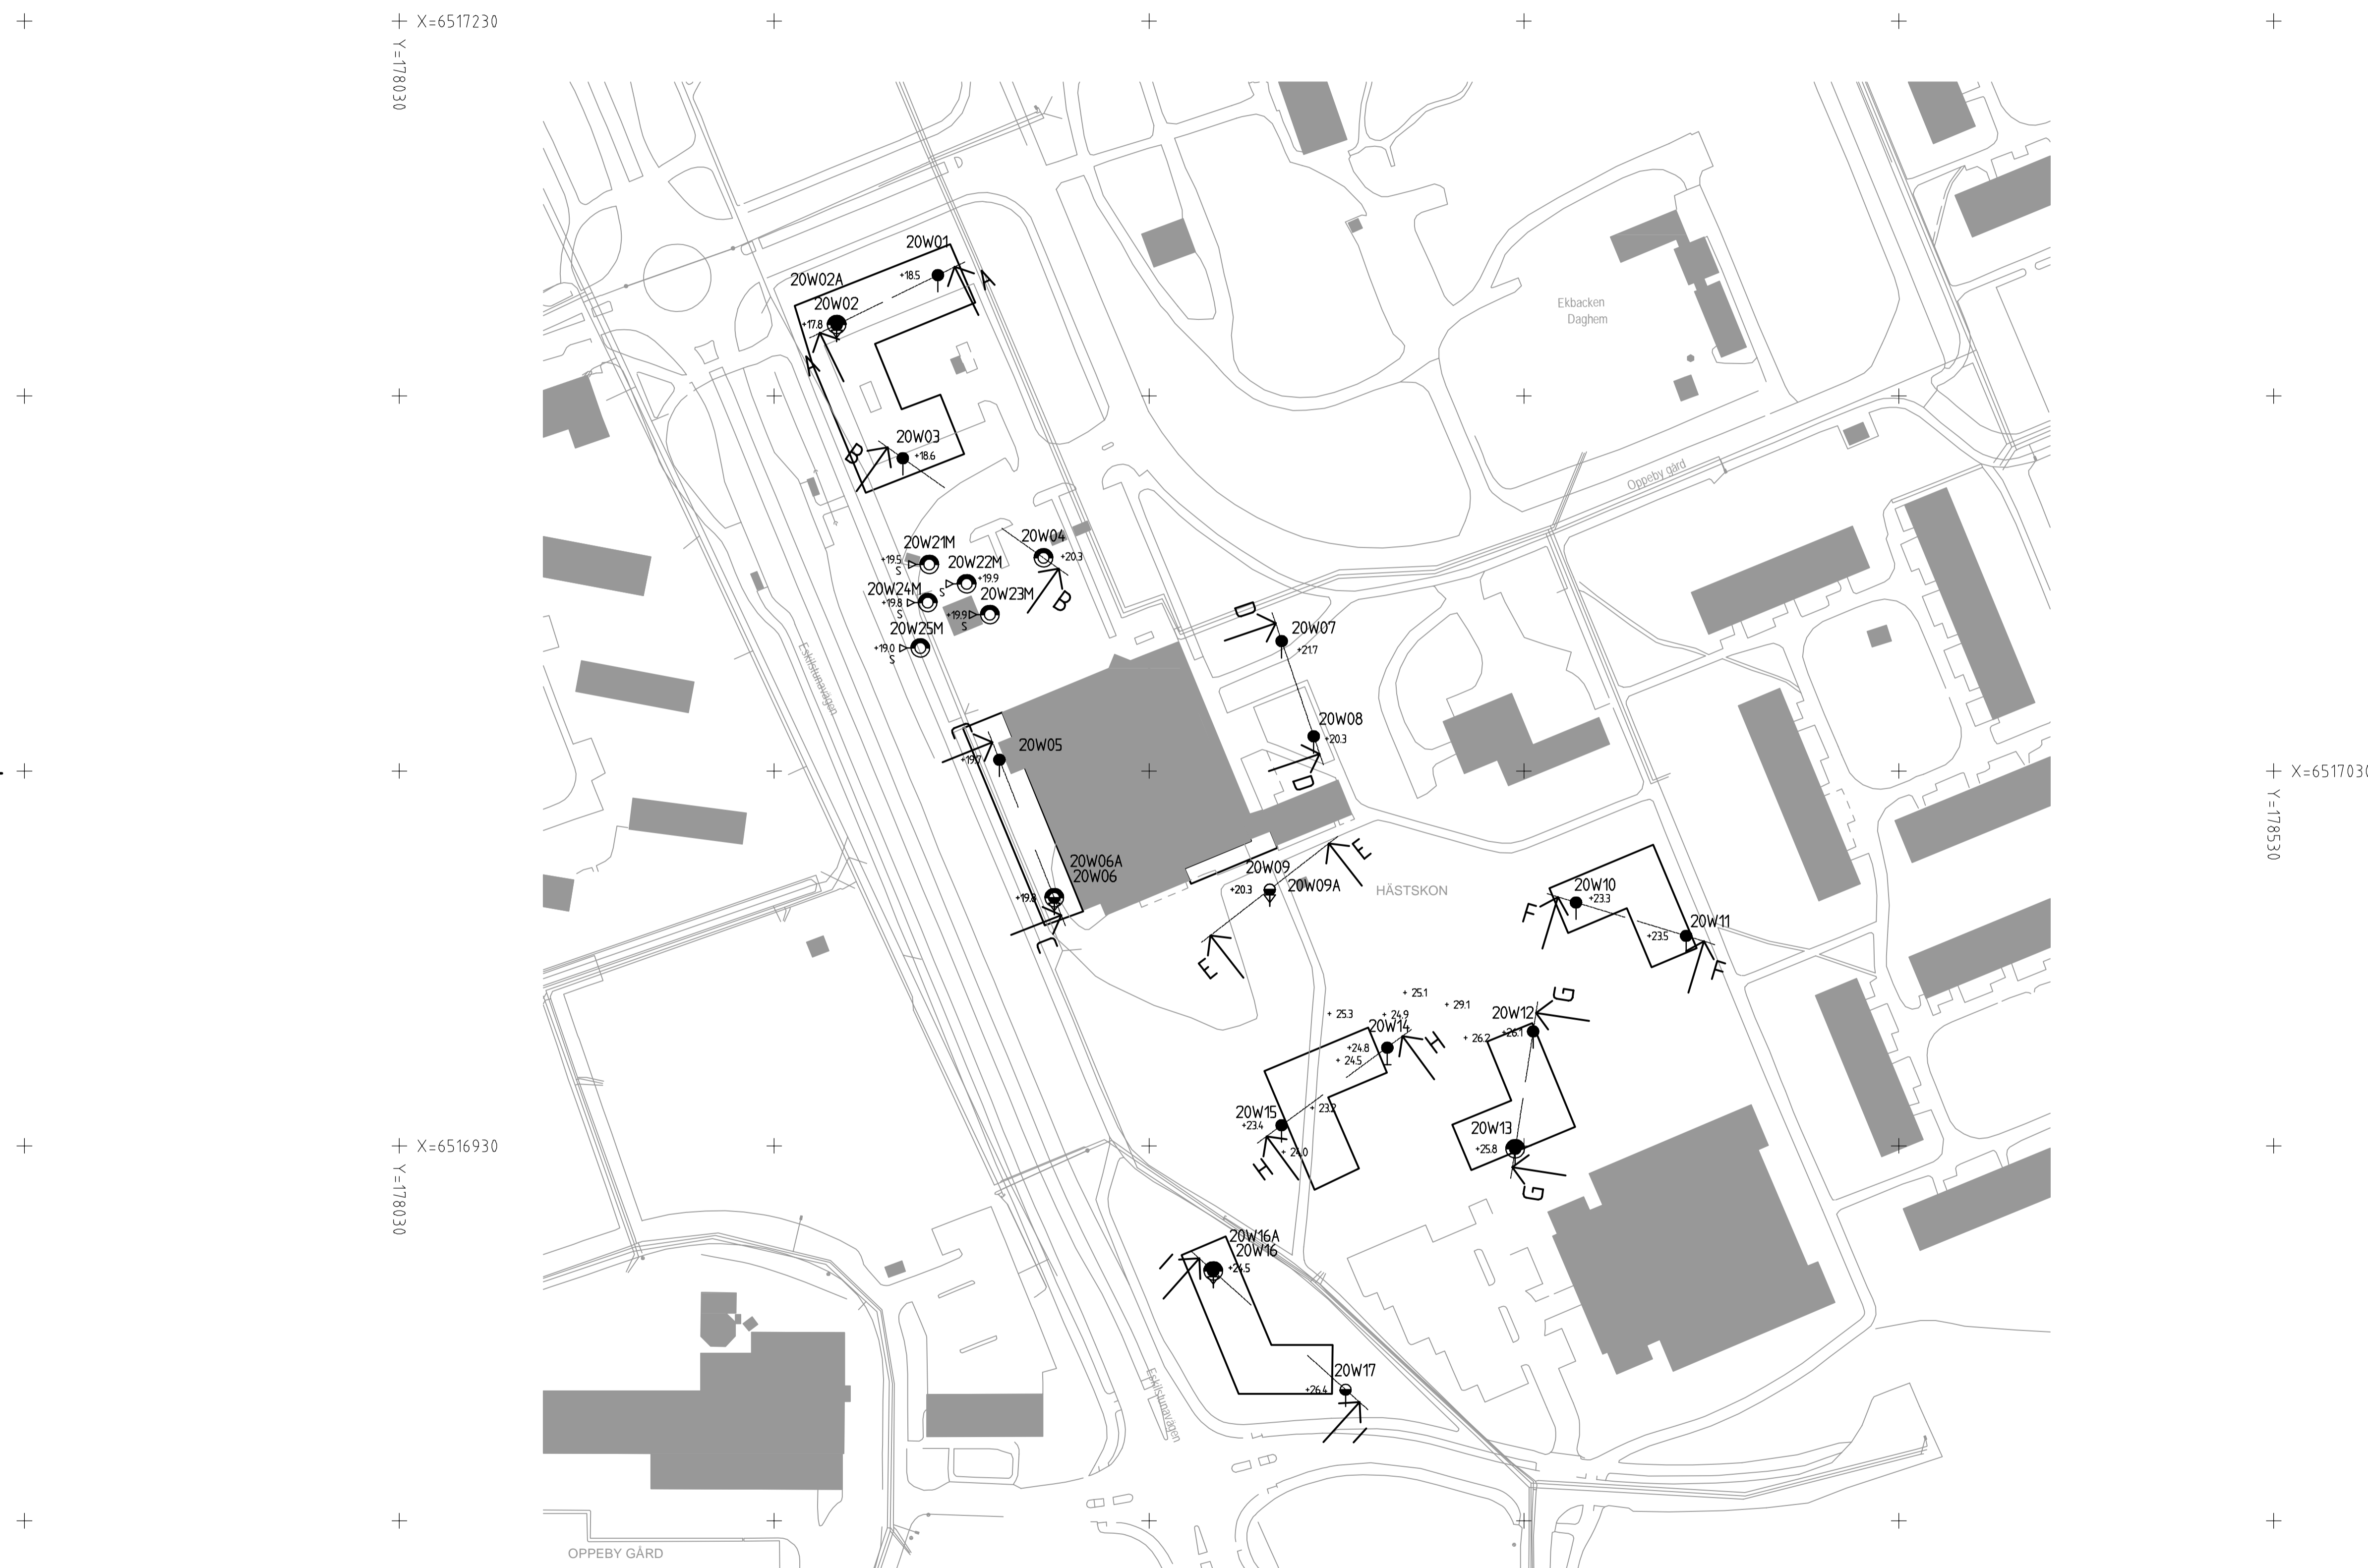 X=6517230
Y=178030
20W01
+18.5
A
20W02A
20W02
+17.8
A
Ekbacken
Daghem
20W03
+18.6
B
Oppeby gård
20W21M
+19.5
S
20W04
+20.3
B
20W22M
+19.9
S
20W24M
+19.8
S
20W23M
+19.9
S
20W25M
+19.0
S
D
20W07
+21.7
Eskilstunavägen
20W08
+20.3
D
C
20W05
+19.7
X=6517030
Y=178530
20W06A
20W06
+19.8
C
E
20W09
+20.3
20W09A
HÄSTSKON
E
20W10
+23.3
F
20W11
+23.5
F
+ 25.1
+ 29.1
+ 25.3
+ 24.9
20W14
+24.8
+ 24.5
H
G
20W12
+26.1
+ 26.2
20W15
+23.4
+ 23.2
+ 24.0
H
20W13
+25.8
G
X=6516930
Y=178030
20W16A
20W16
+24.5
I
20W17
+26.4
I
Eskilstunavägen
OPPEBY GÅRD